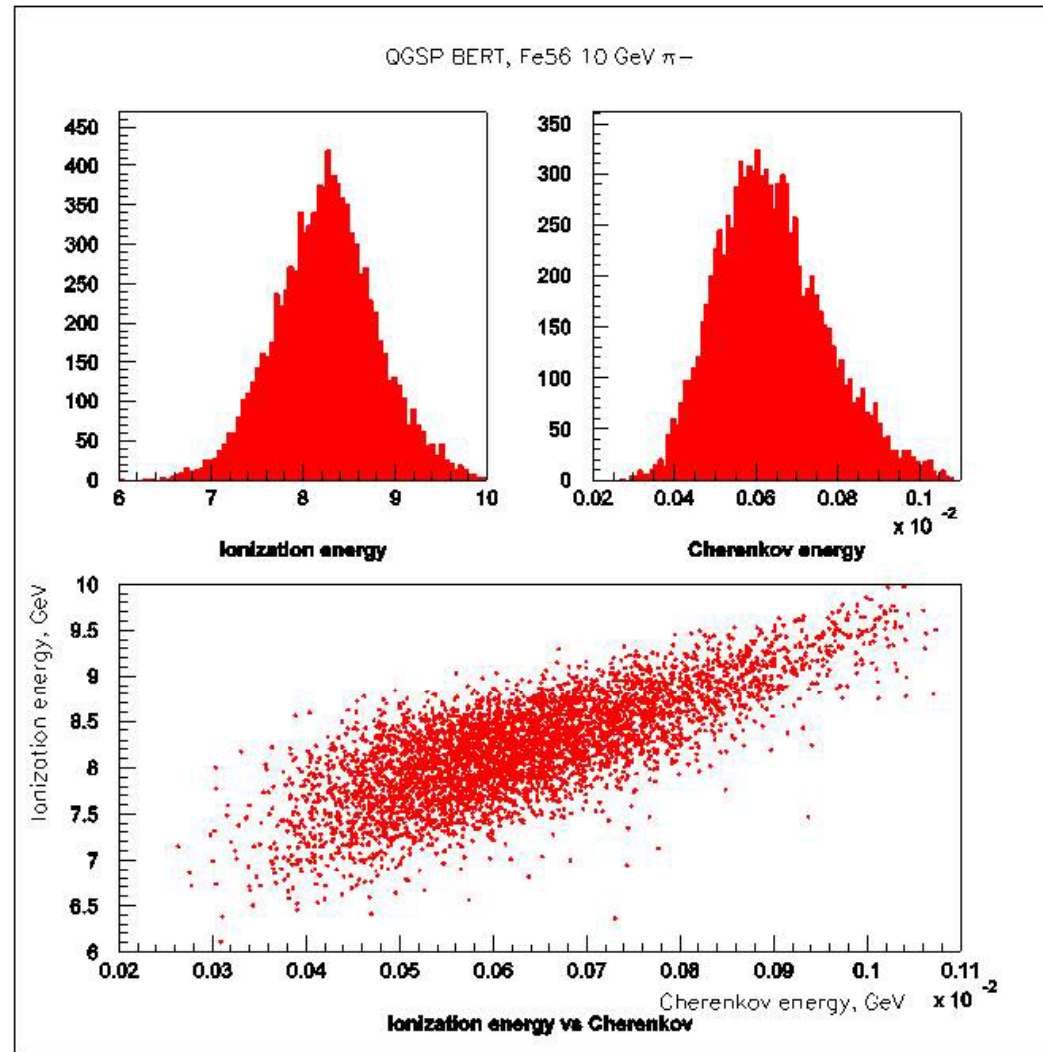 QGSP BERT, Fe56 10 GeV π−
450
400
350
300
250
200
150
100
50
0
6 7 8 9 10
Ionization energy
350
300
250
200
150
100
50
0
0.02 0.04 0.06 0.08 0.1
x 10 -2
Cherenkov energy
Ionization energy, GeV
10
9.5
9
8.5
8
7.5
7
6.5
6
0.02 0.03 0.04 0.05 0.06 0.07 0.08 0.09 0.1 0.11
Cherenkov energy, GeV x 10 -2
Ionization energy vs Cherenkov